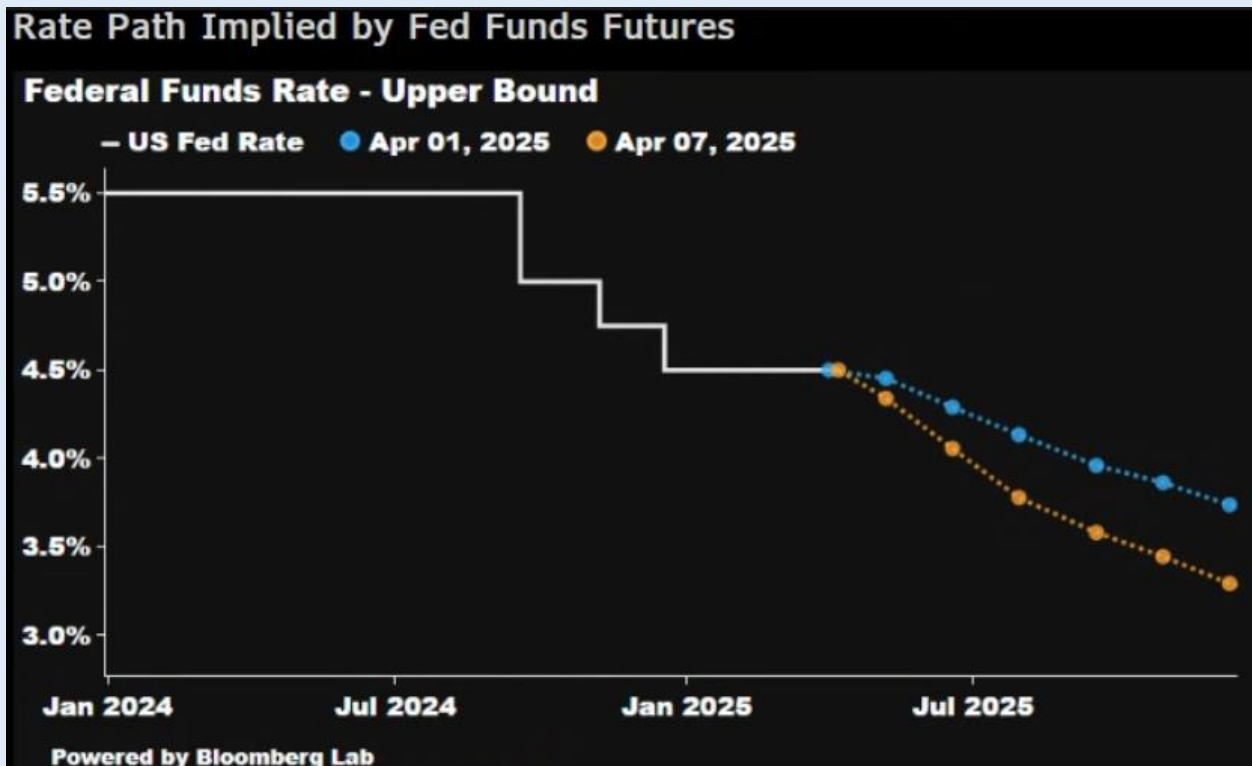 Rate Path Implied by Fed Funds Futures
Federal Funds Rate - Upper Bound
US Fed Rate Apr 01, 2025 Apr 07, 2025
5.5%
5.0%
4.5%
4.0%
3.5%
3.0%
Jan 2024 Jul 2024 Jan 2025 Jul 2025
Powered by Bloomberg Lab